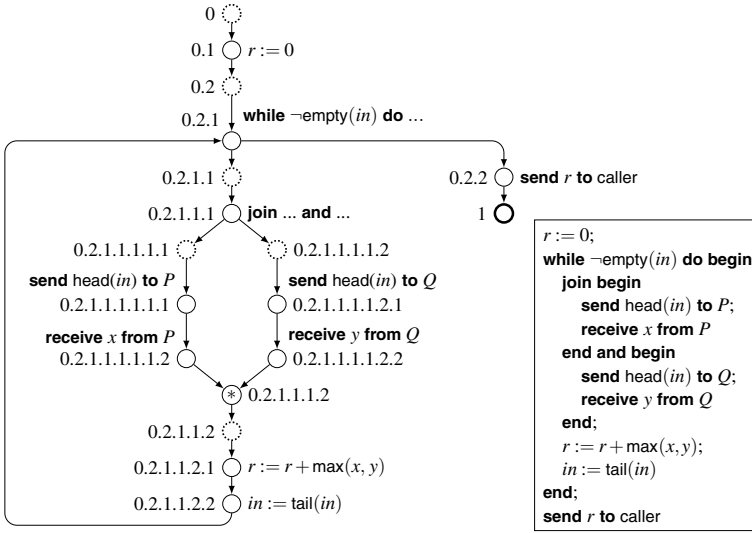 0
0.1 r := 0
0.2
0.2.1 while ¬empty(in) do ...
0.2.1.1
0.2.2 send r to caller
0.2.1.1.1 join ... and ...
1
0.2.1.1.1.1.1 0.2.1.1.1.1.2
send head(in) to P send head(in) to Q
0.2.1.1.1.1.1.1 0.2.1.1.1.1.2.1
receive x from P receive y from Q
0.2.1.1.1.1.1.2 0.2.1.1.1.1.2.2
* 0.2.1.1.1.2
0.2.1.1.2
0.2.1.1.2.1 r := r + max(x, y)
0.2.1.1.2.2 in := tail(in)
r := 0;
while ¬empty(in) do begin
join begin
send head(in) to P;
receive x from P
end and begin
send head(in) to Q;
receive y from Q
end;
r := r + max(x,y);
in := tail(in)
end;
send r to caller